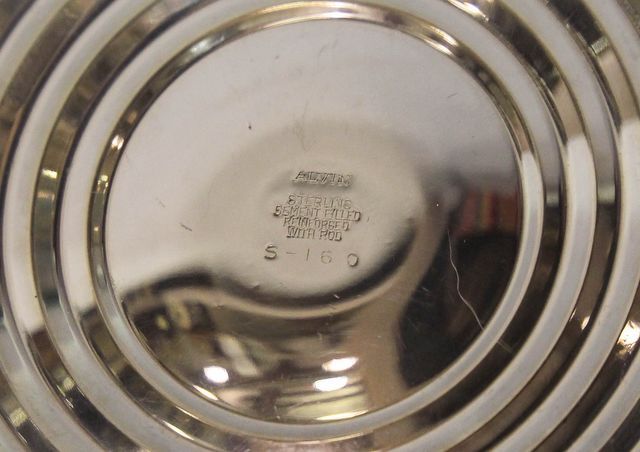 ALVIN
STERLING
CEMENT FILLED
REINFORCED
WITH ROD
S-160